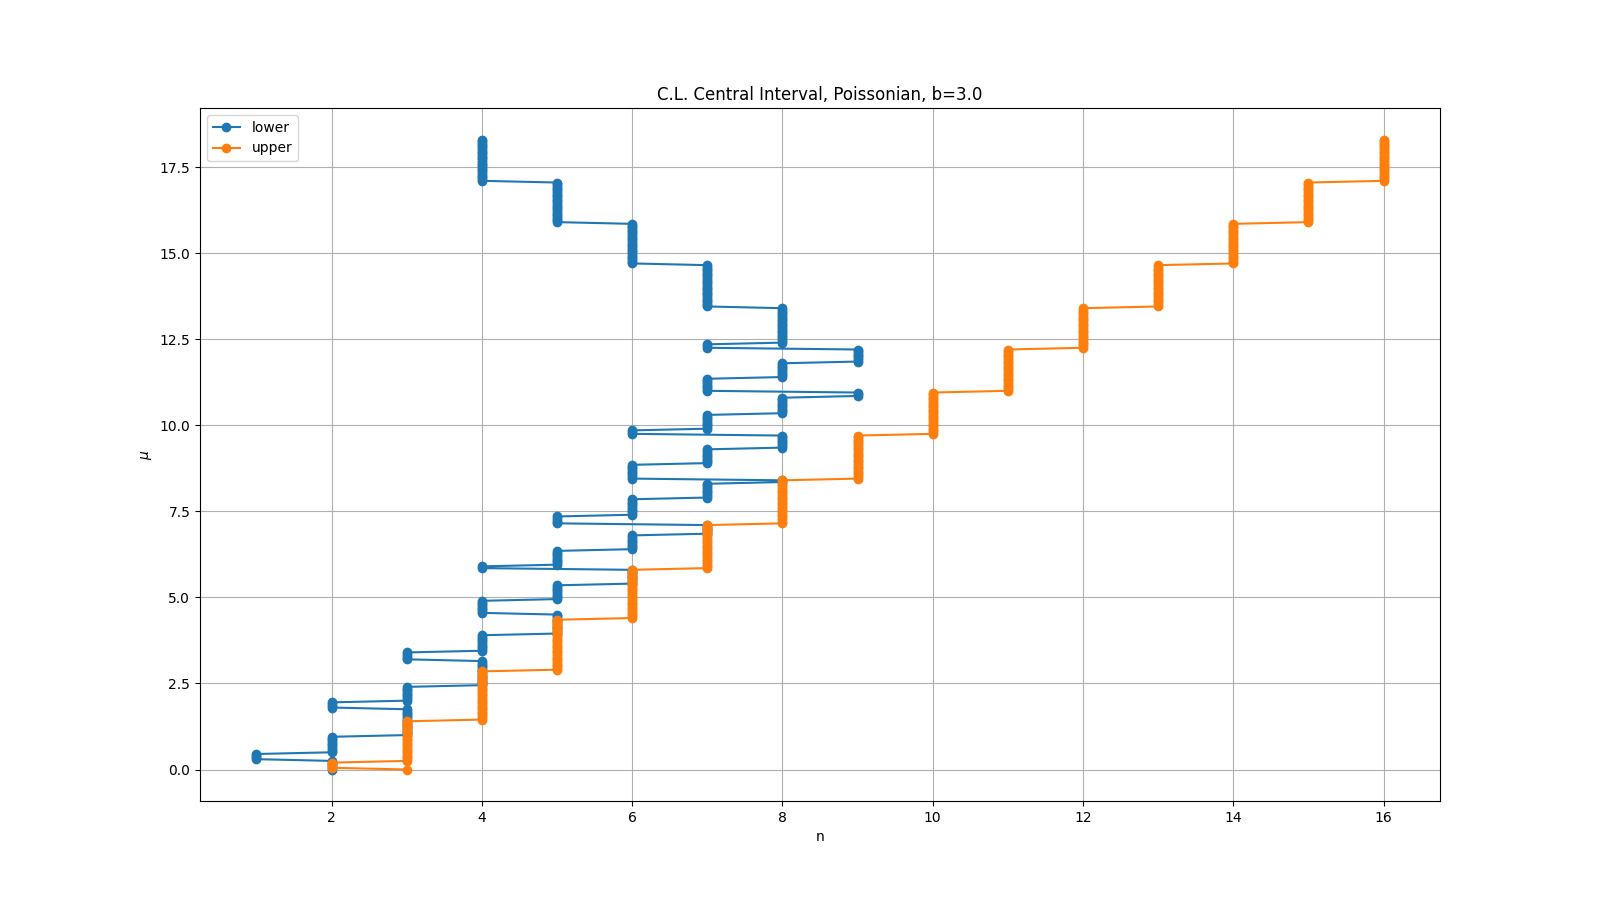 C.L. Central Interval, Poissonian, b=3.0
lower
upper
17.5
15.0
12.5
10.0
7.5
5.0
2.5
0.0
μ
2 4 6 8 10 12 14 16
n